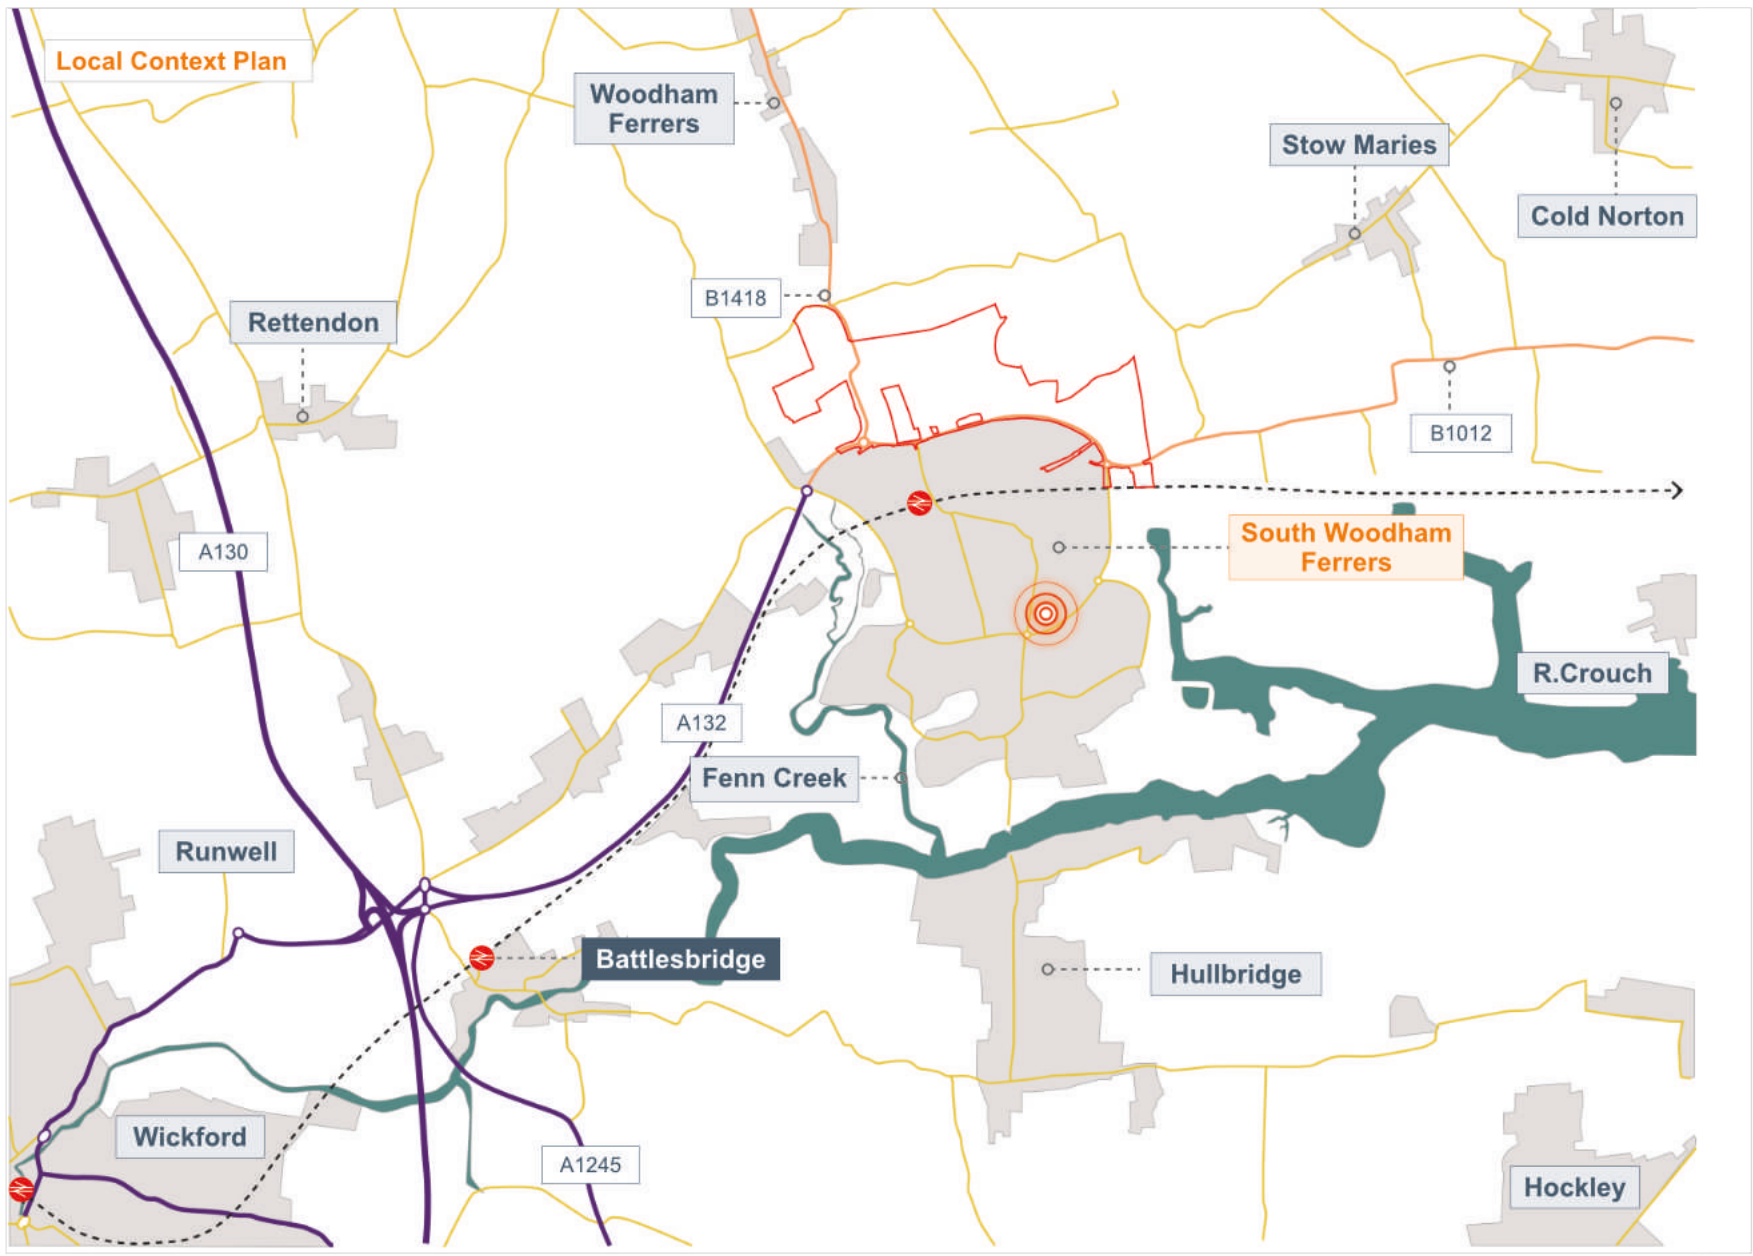 Local Context Plan
Woodham
Ferrers
Stow Maries
Cold Norton
B1418
Rettendon
B1012
A130
South Woodham
Ferrers
R.Crouch
A132
Fenn Creek
Runwell
Battlesbridge
Hullbridge
Wickford
A1245
Hockley